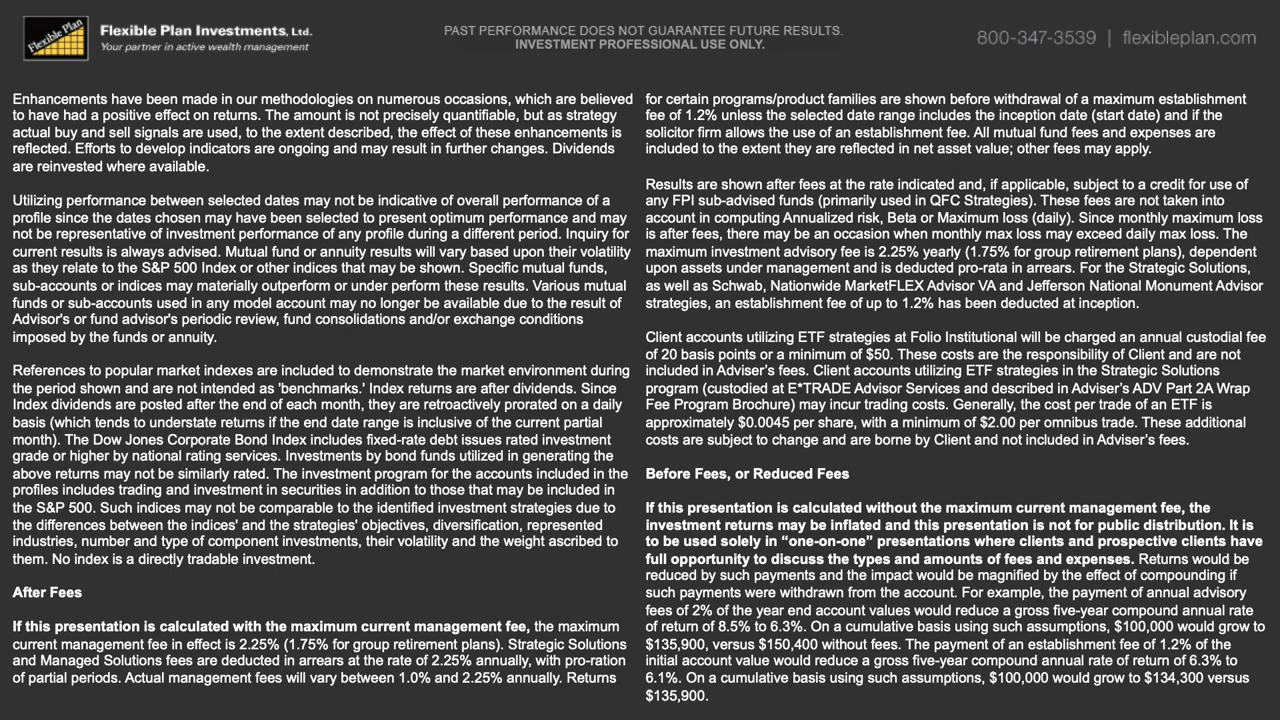 Flexible Plan
Flexible Plan Investments, Ltd.
Your partner in active wealth management
PAST PERFORMANCE DOES NOT GUARANTEE FUTURE RESULTS.
INVESTMENT PROFESSIONAL USE ONLY.
800-347-3539 | flexibleplan.com
Enhancements have been made in our methodologies on numerous occasions, which are believed
to have had a positive effect on returns. The amount is not precisely quantifiable, but as strategy
actual buy and sell signals are used, to the extent described, the effect of these enhancements is
reflected. Efforts to develop indicators are ongoing and may result in further changes. Dividends
are reinvested where available.
Utilizing performance between selected dates may not be indicative of overall performance of a
profile since the dates chosen may have been selected to present optimum performance and may
not be representative of investment performance of any profile during a different period. Inquiry for
current results is always advised. Mutual fund or annuity results will vary based upon their volatility
as they relate to the S&P 500 Index or other indices that may be shown. Specific mutual funds,
sub-accounts or indices may materially outperform or under perform these results. Various mutual
funds or sub-accounts used in any model account may no longer be available due to the result of
Advisor's or fund advisor's periodic review, fund consolidations and/or exchange conditions
imposed by the funds or annuity.
References to popular market indexes are included to demonstrate the market environment during
the period shown and are not intended as 'benchmarks.' Index returns are after dividends. Since
Index dividends are posted after the end of each month, they are retroactively prorated on a daily
basis (which tends to understate returns if the end date range is inclusive of the current partial
month). The Dow Jones Corporate Bond Index includes fixed-rate debt issues rated investment
grade or higher by national rating services. Investments by bond funds utilized in generating the
above returns may not be similarly rated. The investment program for the accounts included in the
profiles includes trading and investment in securities in addition to those that may be included in
the S&P 500. Such indices may not be comparable to the identified investment strategies due to
the differences between the indices' and the strategies' objectives, diversification, represented
industries, number and type of component investments, their volatility and the weight ascribed to
them. No index is a directly tradable investment.
After Fees
If this presentation is calculated with the maximum current management fee, the maximum
current management fee in effect is 2.25% (1.75% for group retirement plans). Strategic Solutions
and Managed Solutions fees are deducted in arrears at the rate of 2.25% annually, with pro-ration
of partial periods. Actual management fees will vary between 1.0% and 2.25% annually. Returns
for certain programs/product families are shown before withdrawal of a maximum establishment
fee of 1.2% unless the selected date range includes the inception date (start date) and if the
solicitor firm allows the use of an establishment fee. All mutual fund fees and expenses are
included to the extent they are reflected in net asset value; other fees may apply.
Results are shown after fees at the rate indicated and, if applicable, subject to a credit for use of
any FPI sub-advised funds (primarily used in QFC Strategies). These fees are not taken into
account in computing Annualized risk, Beta or Maximum loss (daily). Since monthly maximum loss
is after fees, there may be an occasion when monthly max loss may exceed daily max loss. The
maximum investment advisory fee is 2.25% yearly (1.75% for group retirement plans), dependent
upon assets under management and is deducted pro-rata in arrears. For the Strategic Solutions,
as well as Schwab, Nationwide MarketFLEX Advisor VA and Jefferson National Monument Advisor
strategies, an establishment fee of up to 1.2% has been deducted at inception.
Client accounts utilizing ETF strategies at Folio Institutional will be charged an annual custodial fee
of 20 basis points or a minimum of $50. These costs are the responsibility of Client and are not
included in Adviser's fees. Client accounts utilizing ETF strategies in the Strategic Solutions
program (custodied at E*TRADE Advisor Services and described in Adviser's ADV Part 2A Wrap
Fee Program Brochure) may incur trading costs. Generally, the cost per trade of an ETF is
approximately $0.0045 per share, with a minimum of $2.00 per omnibus trade. These additional
costs are subject to change and are borne by Client and not included in Adviser's fees.
Before Fees, or Reduced Fees
If this presentation is calculated without the maximum current management fee, the
investment returns may be inflated and this presentation is not for public distribution. It is
to be used solely in “one-on-one” presentations where clients and prospective clients have
full opportunity to discuss the types and amounts of fees and expenses. Returns would be
reduced by such payments and the impact would be magnified by the effect of compounding if
such payments were withdrawn from the account. For example, the payment of annual advisory
fees of 2% of the year end account values would reduce a gross five-year compound annual rate
of return of 8.5% to 6.3%. On a cumulative basis using such assumptions, $100,000 would grow to
$135,900, versus $150,400 without fees. The payment of an establishment fee of 1.2% of the
initial account value would reduce a gross five-year compound annual rate of return of 6.3% to
6.1%. On a cumulative basis using such assumptions, $100,000 would grow to $134,300 versus
$135,900.